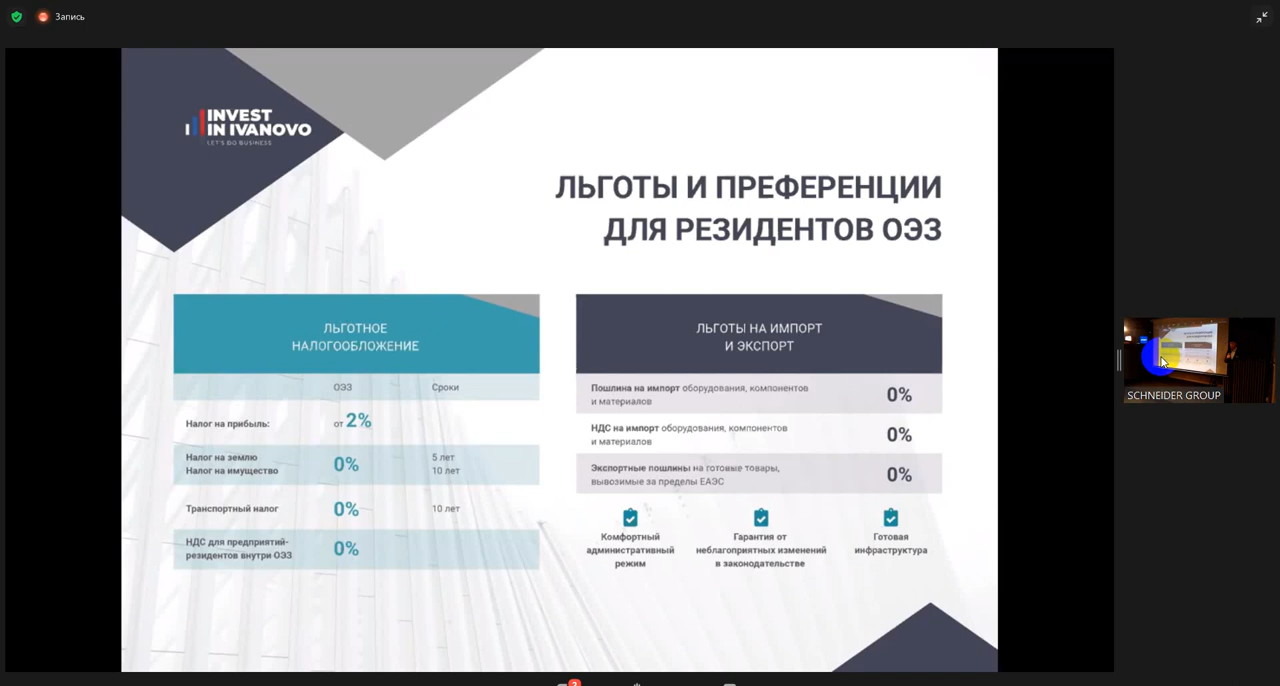 Запись
INVEST
IN IVANOVO
LET'S DO BUSINESS
ЛЬГОТЫ И ПРЕФЕРЕНЦИИ
ДЛЯ РЕЗИДЕНТОВ ОЭЗ
ЛЬГОТНОЕ
НАЛОГООБЛОЖЕНИЕ
ОЭЗ Сроки
Налог на прибыль: от 2%
Налог на землю 5 лет
Налог на имущество 0% 10 лет
Транспортный налог 0% 10 лет
НДС для предприятий-
резидентов внутри ОЭЗ 0%
ЛЬГОТЫ НА ИМПОРТ
И ЭКСПОРТ
Пошлина на импорт оборудования, компонентов
и материалов 0%
НДС на импорт оборудования, компонентов
и материалов 0%
Экспортные пошлины на готовые товары,
вывозимые за пределы ЕАЭС 0%
Комфортный
административный
режим
Гарантия от
неблагоприятных изменений
в законодательстве
Готовая
инфраструктура
SCHNEIDER GROUP
2